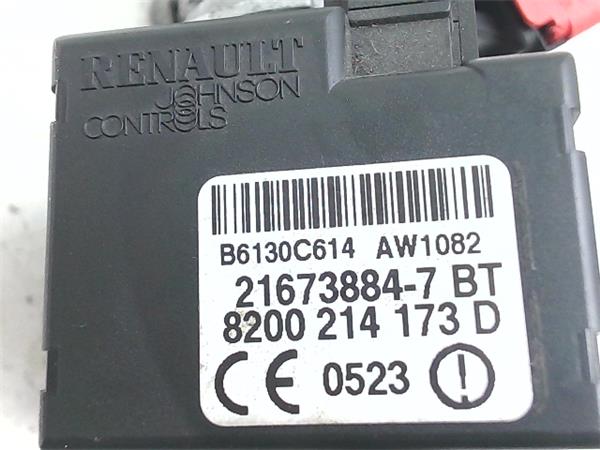 RENAULT
JOHNSON
CONTROLS
B6130C614 AW1082
21673884-7 BT
8200 214 173 D
CE 0523